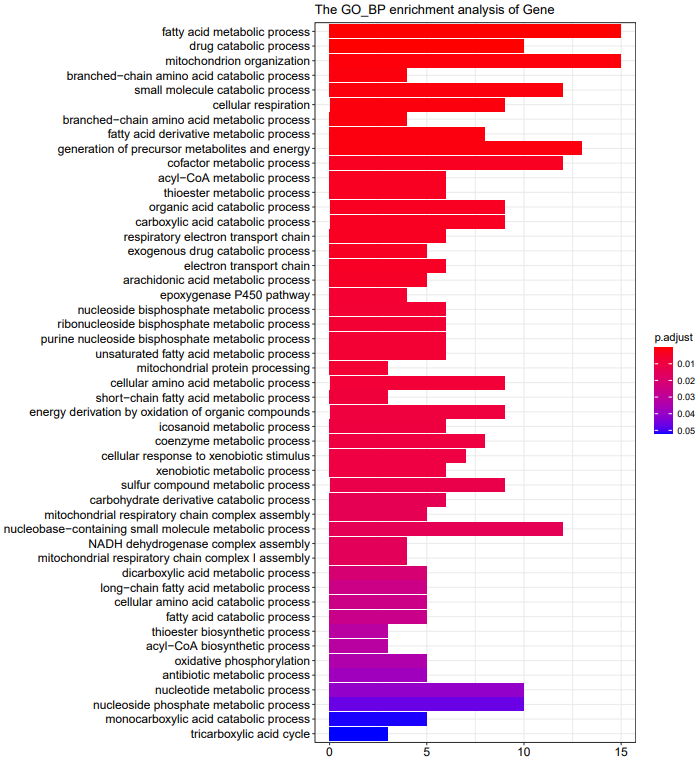 The GO_BP enrichment analysis of Gene
fatty acid metabolic process
drug catabolic process
mitochondrion organization
branched−chain amino acid catabolic process
small molecule catabolic process
cellular respiration
branched−chain amino acid metabolic process
fatty acid derivative metabolic process
generation of precursor metabolites and energy
cofactor metabolic process
acyl−CoA metabolic process
thioester metabolic process
organic acid catabolic process
carboxylic acid catabolic process
respiratory electron transport chain
exogenous drug catabolic process
electron transport chain
arachidonic acid metabolic process
epoxygenase P450 pathway
nucleoside bisphosphate metabolic process
ribonucleoside bisphosphate metabolic process
purine nucleoside bisphosphate metabolic process
unsaturated fatty acid metabolic process
mitochondrial protein processing
cellular amino acid metabolic process
short−chain fatty acid metabolic process
energy derivation by oxidation of organic compounds
icosanoid metabolic process
coenzyme metabolic process
cellular response to xenobiotic stimulus
xenobiotic metabolic process
sulfur compound metabolic process
carbohydrate derivative catabolic process
mitochondrial respiratory chain complex assembly
nucleobase−containing small molecule metabolic process
NADH dehydrogenase complex assembly
mitochondrial respiratory chain complex I assembly
dicarboxylic acid metabolic process
long−chain fatty acid metabolic process
cellular amino acid catabolic process
fatty acid catabolic process
thioester biosynthetic process
acyl−CoA biosynthetic process
oxidative phosphorylation
antibiotic metabolic process
nucleotide metabolic process
nucleoside phosphate metabolic process
monocarboxylic acid catabolic process
tricarboxylic acid cycle
0 5 10 15
p.adjust
0.01
0.02
0.03
0.04
0.05